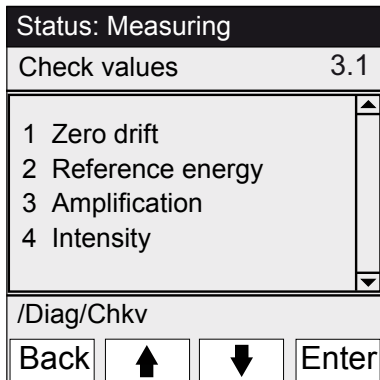 Status: Measuring
Check values 3.1
1 Zero drift
2 Reference energy
3 Amplification
4 Intensity
/Diag/Chkv
Back Enter